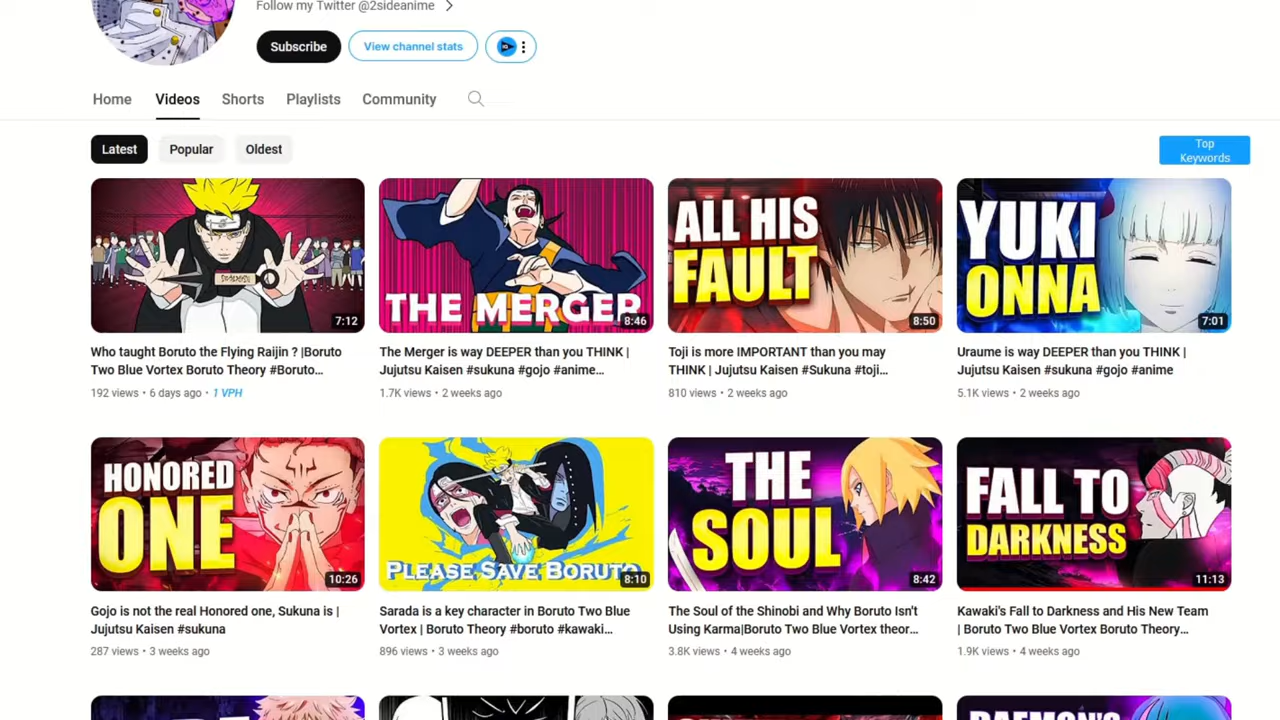 Follow my Twitter @2sideanime
Subscribe
View channel stats
Home Videos Shorts Playlists Community
Latest Popular Oldest
Top
Keywords
7:12
THE MERGER
8:46
ALL HIS
FAULT
8:50
YUKI
ONNA
7:01
Who taught Boruto the Flying Raijin ? |Boruto
Two Blue Vortex Boruto Theory #Boruto...
192 views • 6 days ago • 1 VPH
The Merger is way DEEPER than you THINK |
Jujutsu Kaisen #sukuna #gojo #anime...
1.7K views • 2 weeks ago
Toji is more IMPORTANT than you may
THINK | Jujutsu Kaisen #Sukuna #toji...
810 views • 2 weeks ago
Uraume is way DEEPER than you THINK |
Jujutsu Kaisen #sukuna #gojo #anime
5.1K views • 2 weeks ago
HONORED
ONE
10:26
PLEASE SAVE BORUTO
8:10
THE
SOUL
8:42
FALL TO
DARKNESS
11:13
Gojo is not the real Honored one, Sukuna is |
Jujutsu Kaisen #sukuna
287 views • 3 weeks ago
Sarada is a key character in Boruto Two Blue
Vortex | Boruto Theory #boruto #kawaki...
896 views • 3 weeks ago
The Soul of the Shinobi and Why Boruto Isn't
Using Karma|Boruto Two Blue Vortex theor...
3.8K views • 4 weeks ago
Kawaki's Fall to Darkness and His New Team
| Boruto Two Blue Vortex Boruto Theory...
1.9K views • 4 weeks ago
DAEMON'S